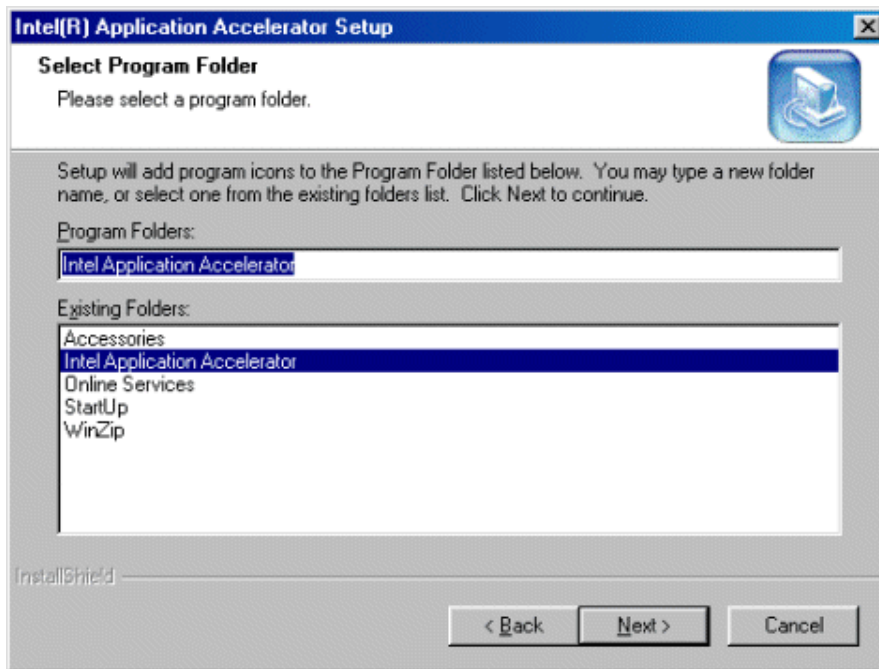 Intel(R) Application Accelerator Setup
Select Program Folder
Please select a program folder.
Setup will add program icons to the Program Folder listed below. You may type a new folder
name, or select one from the existing folders list. Click Next to continue.
Program Folders:
Intel Application Accelerator
Existing Folders:
Accessories
Intel Application Accelerator
Online Services
StartUp
WinZip
InstallShield
< Back
Next >
Cancel